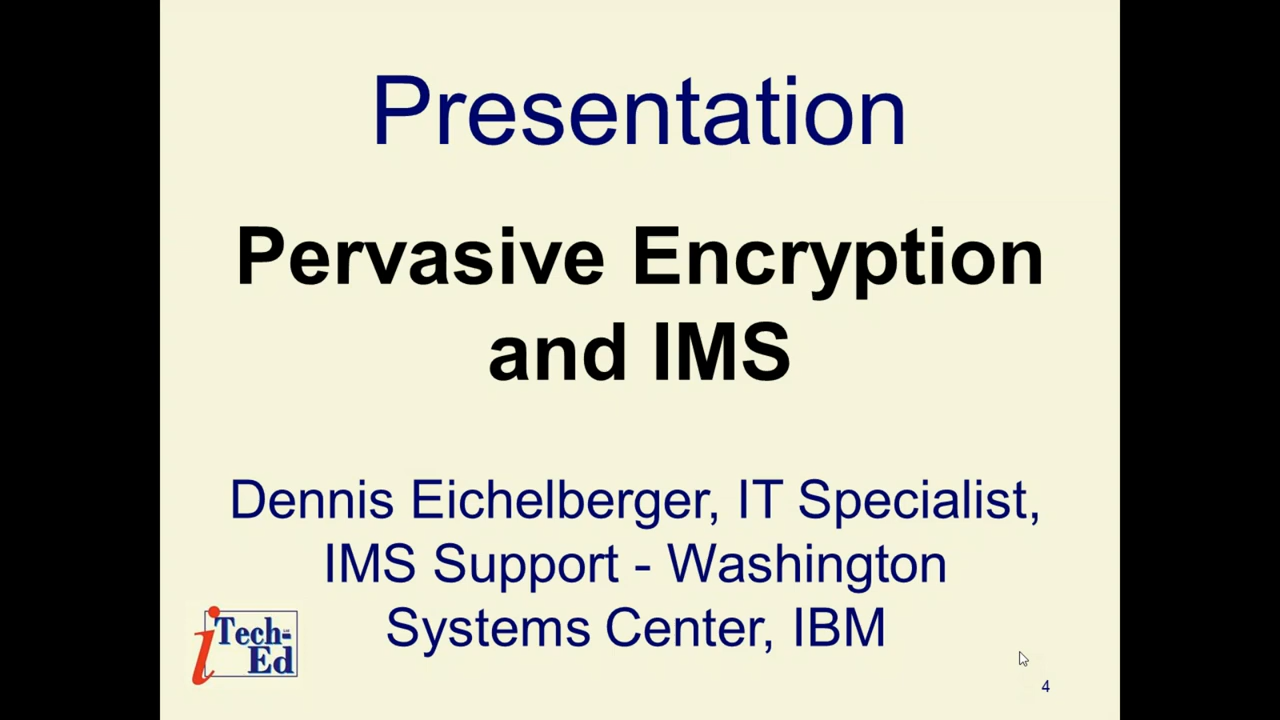 Presentation
Pervasive Encryption
and IMS
Dennis Eichelberger, IT Specialist,
IMS Support - Washington
Systems Center, IBM
iTech-
Ed
4